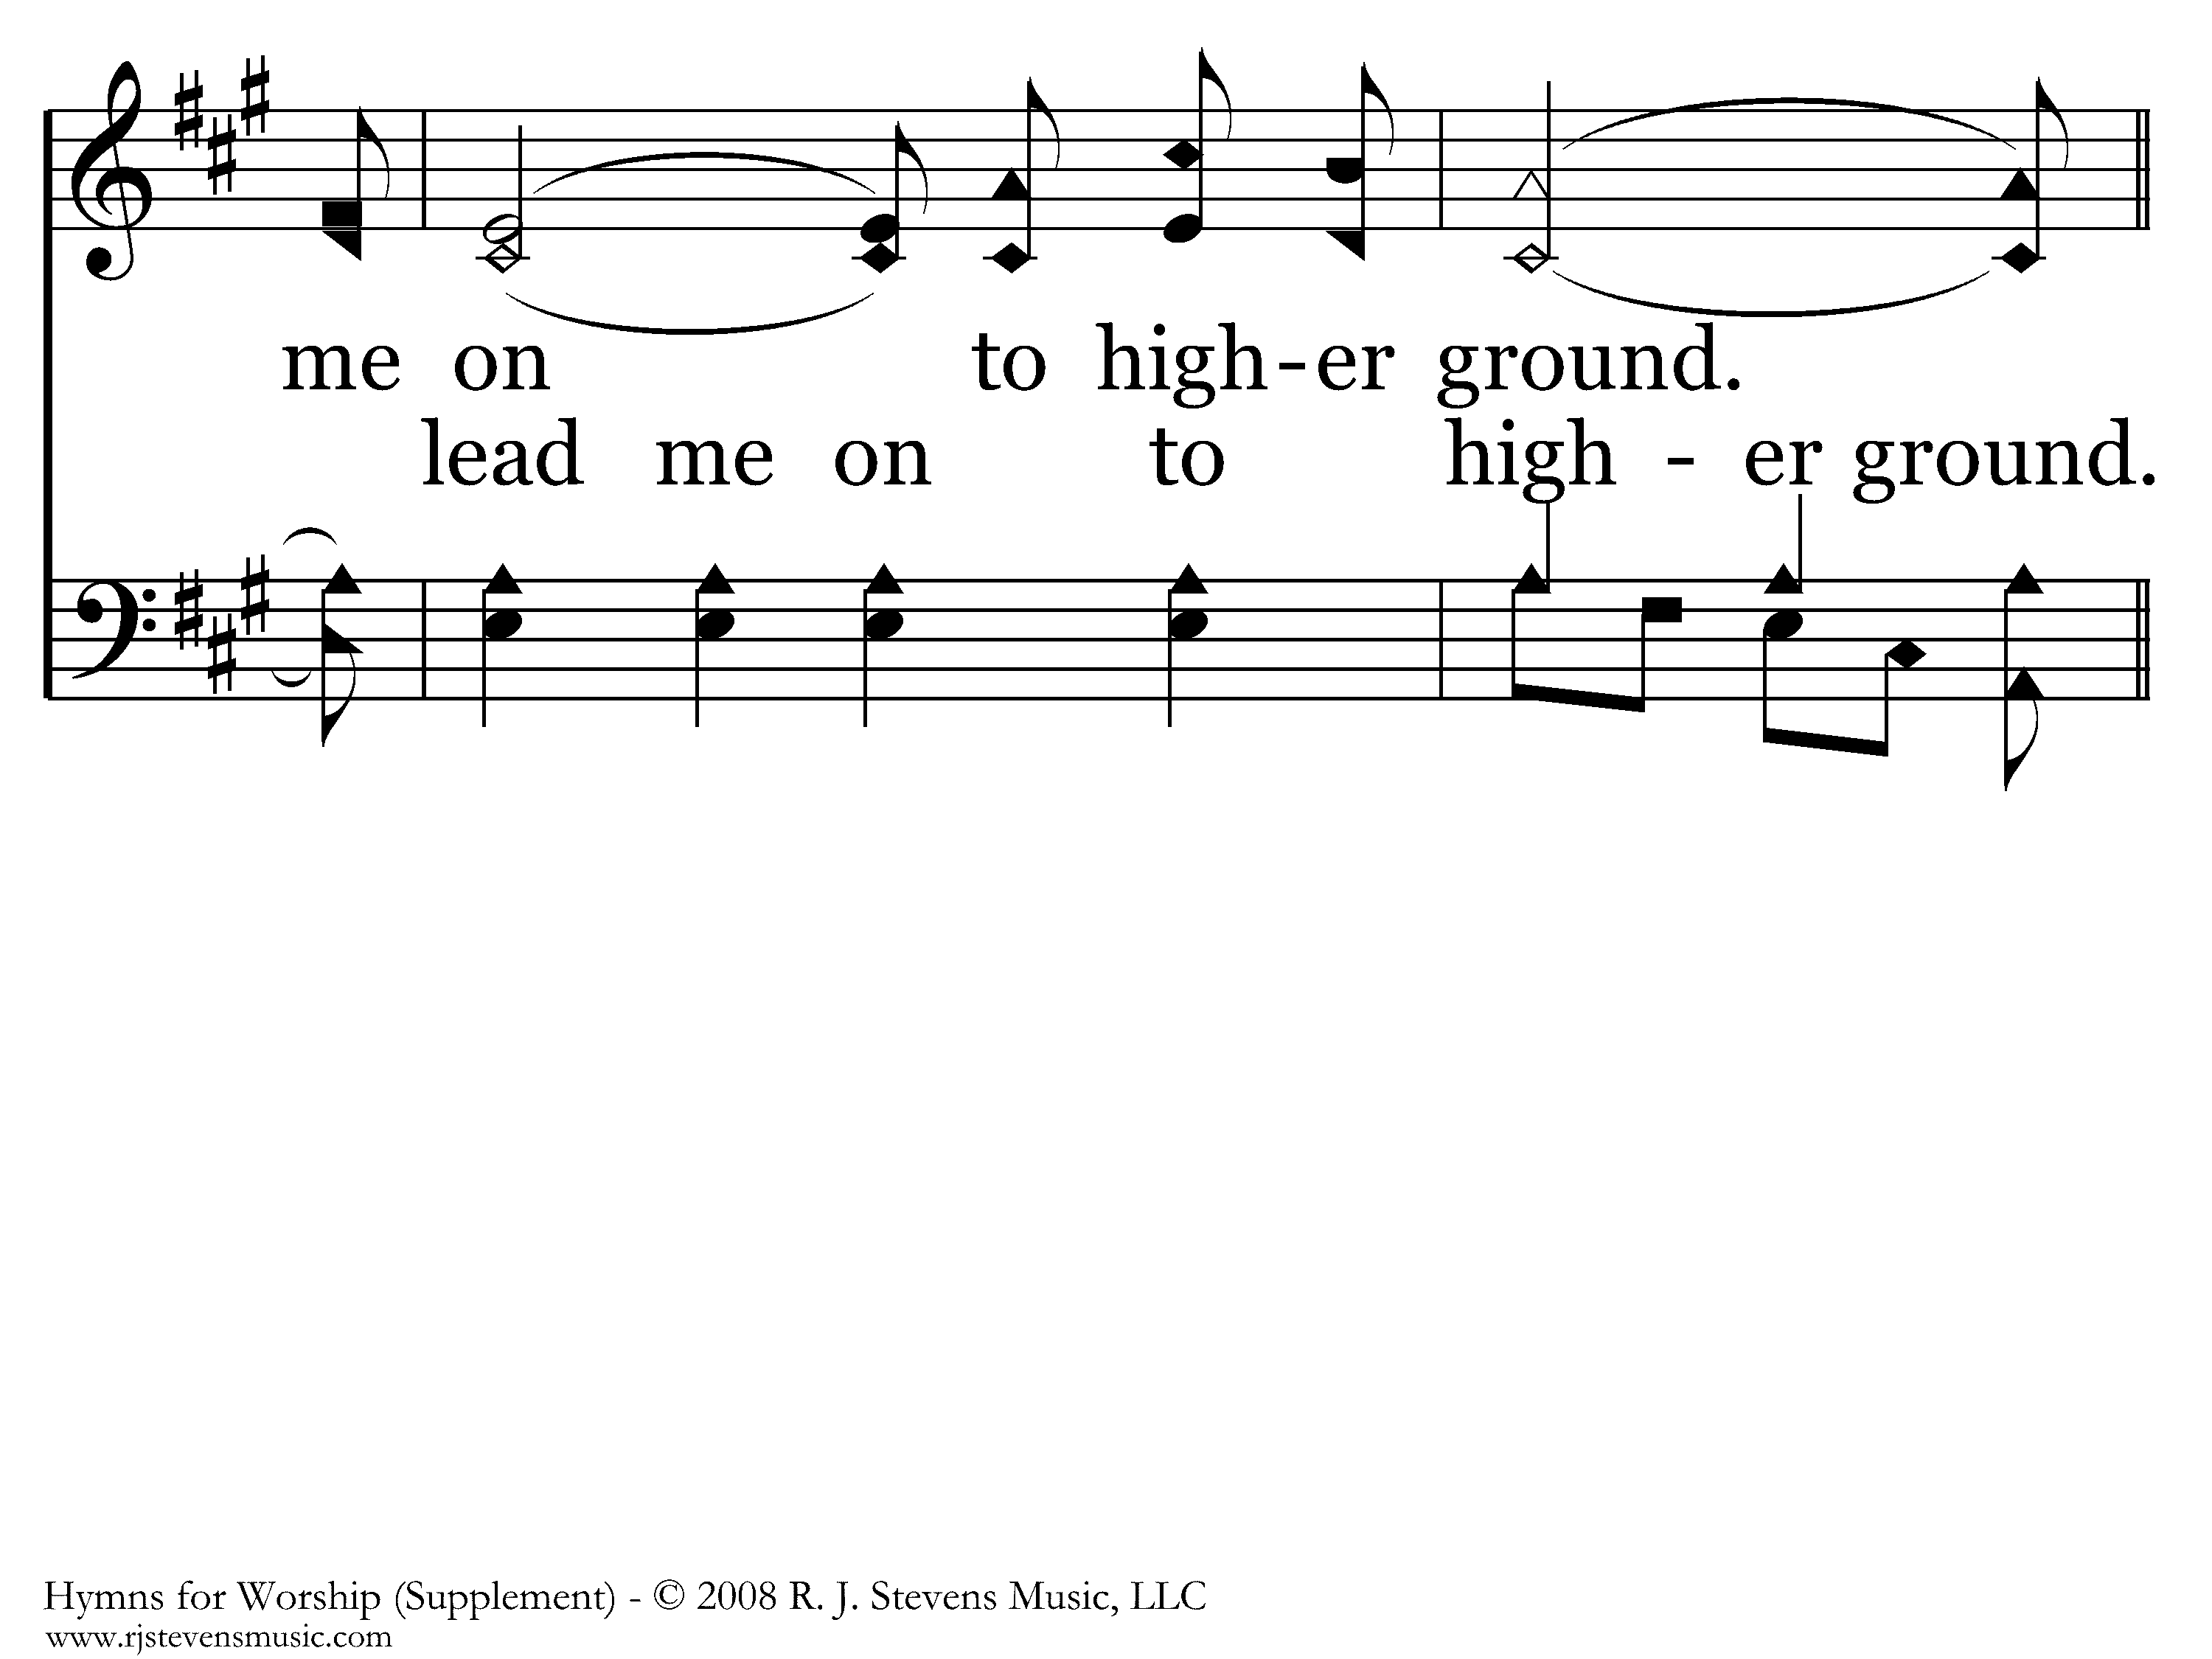 me on to high-er ground.
lead me on to high - er ground.
Hymns for Worship (Supplement) - © 2008 R. J. Stevens Music, LLC
www.rjstevensmusic.com